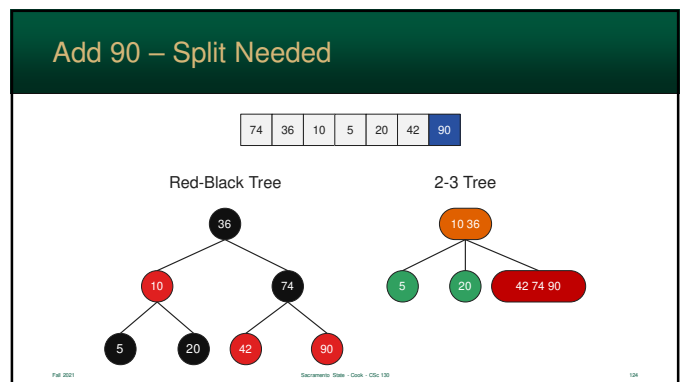 Add 90 – Split Needed
74 36 10 5 20 42 90
Red-Black Tree
2-3 Tree
36
10 74
5 20 42 90
10 36
5 20 42 74 90
Fall 2021
Sacramento State - Cook - CSc 130
124